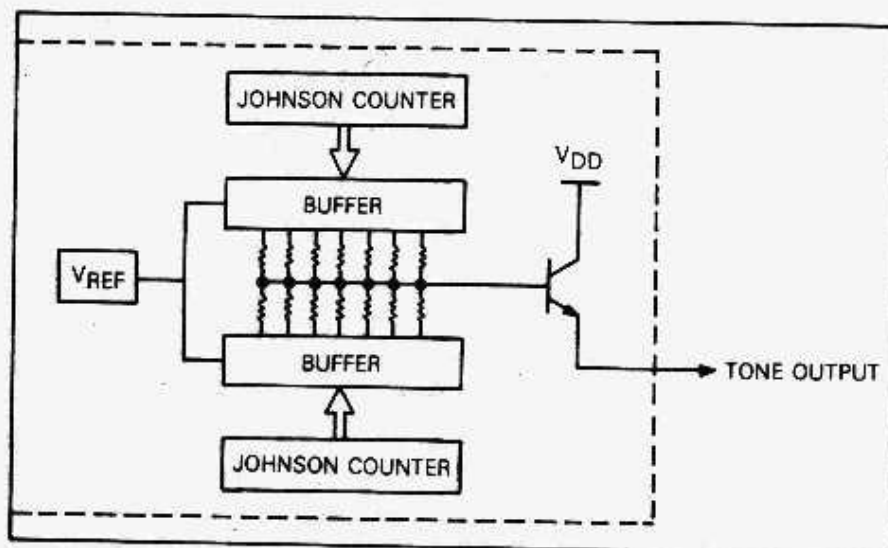 JOHNSON COUNTER
VDD
BUFFER
VREF
BUFFER
TONE OUTPUT
JOHNSON COUNTER